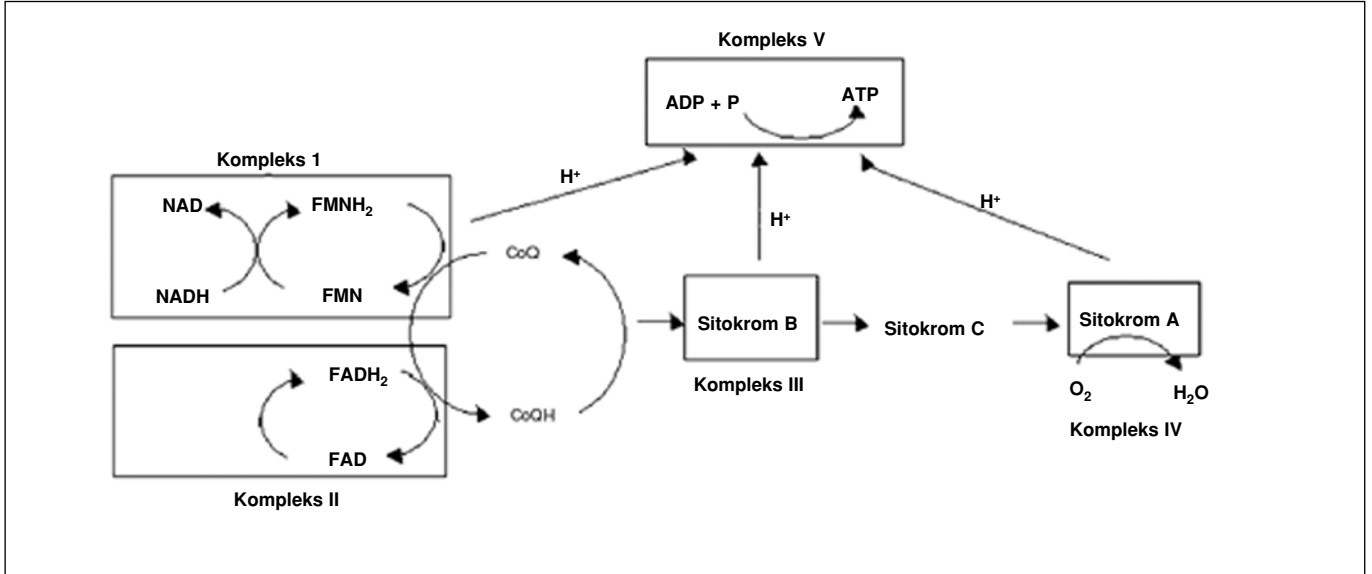 Kompleks V
ADP + P
ATP
Kompleks 1
NAD
FMNH₂
NADH
FMN
H⁺
H⁺
H⁺
CoQ
FADH₂
FAD
CoQH
Kompleks II
Sitokrom B
Kompleks III
Sitokrom C
Sitokrom A
O₂
H₂O
Kompleks IV